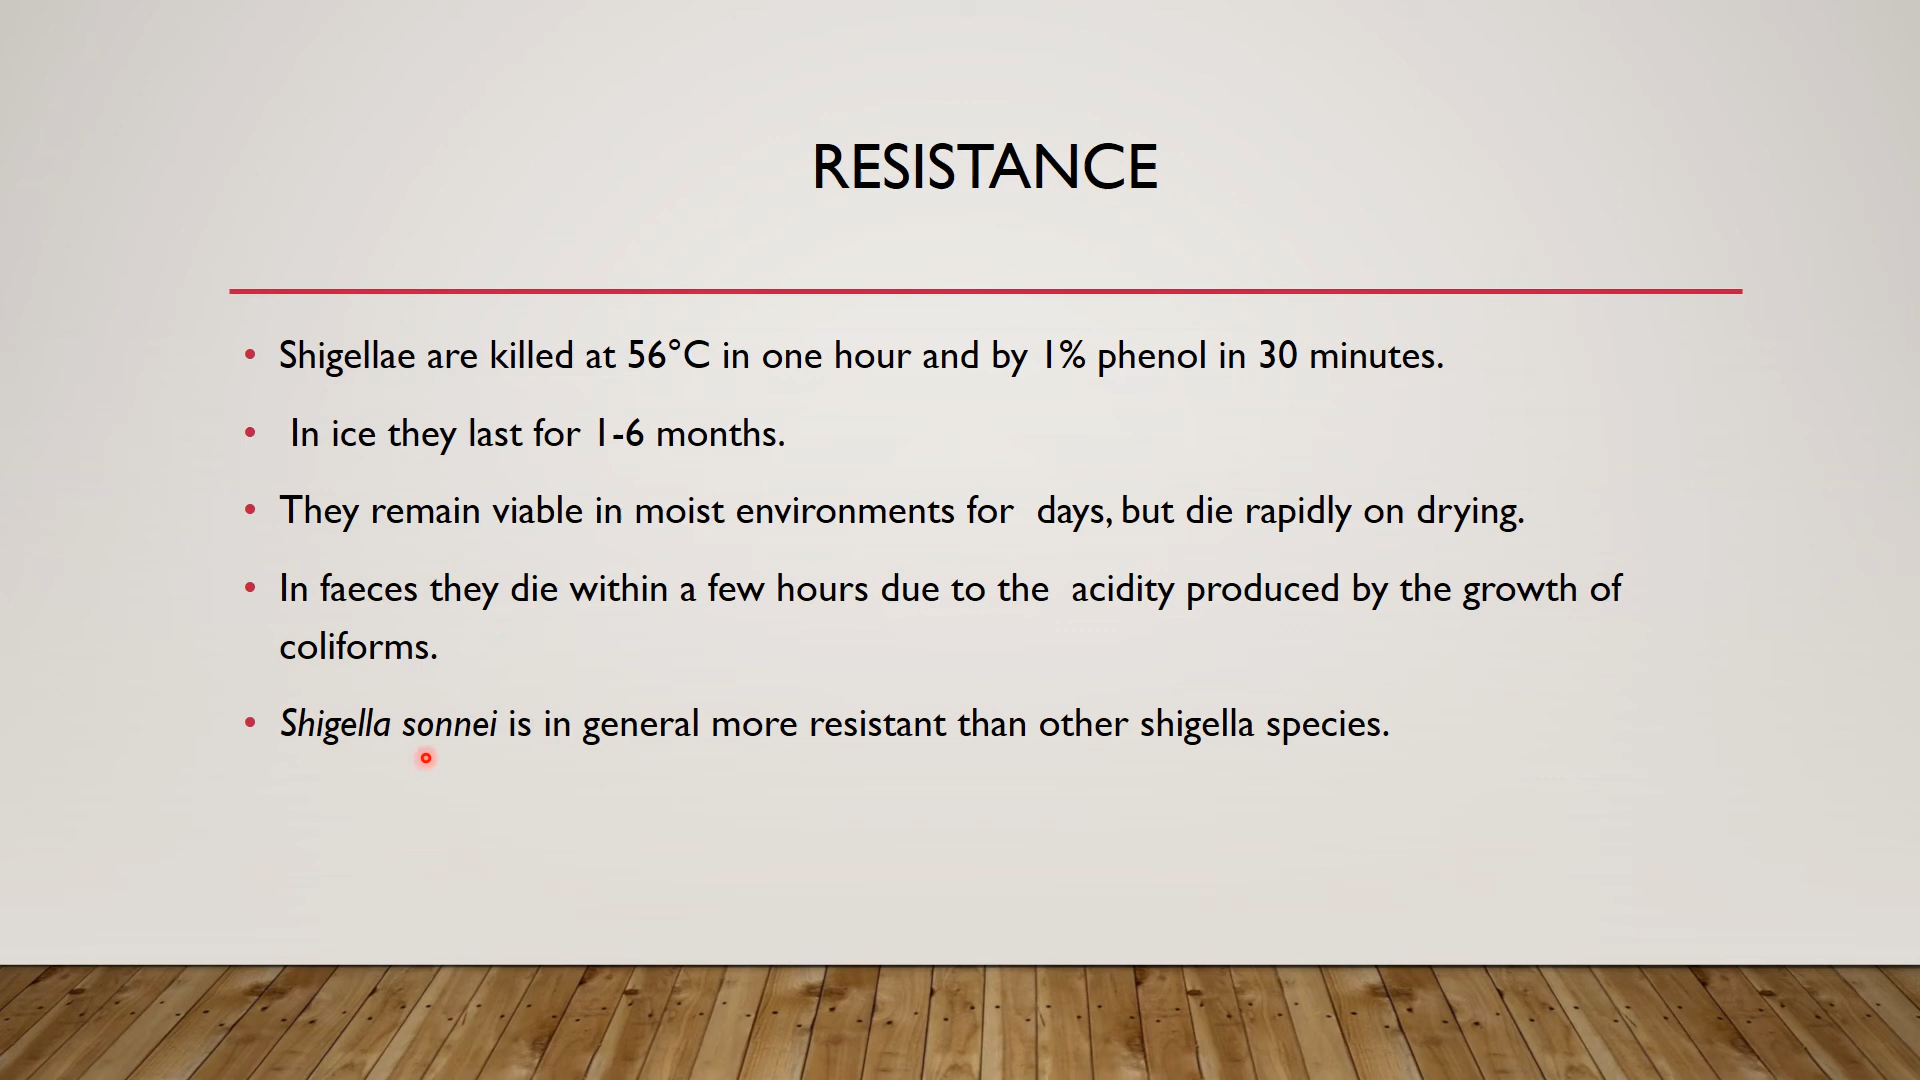 RESISTANCE
• Shigellae are killed at 56°C in one hour and by 1% phenol in 30 minutes.
• In ice they last for 1-6 months.
• They remain viable in moist environments for  days, but die rapidly on drying.
• In faeces they die within a few hours due to the  acidity produced by the growth of
coliforms.
• Shigella sonnei is in general more resistant than other shigella species.